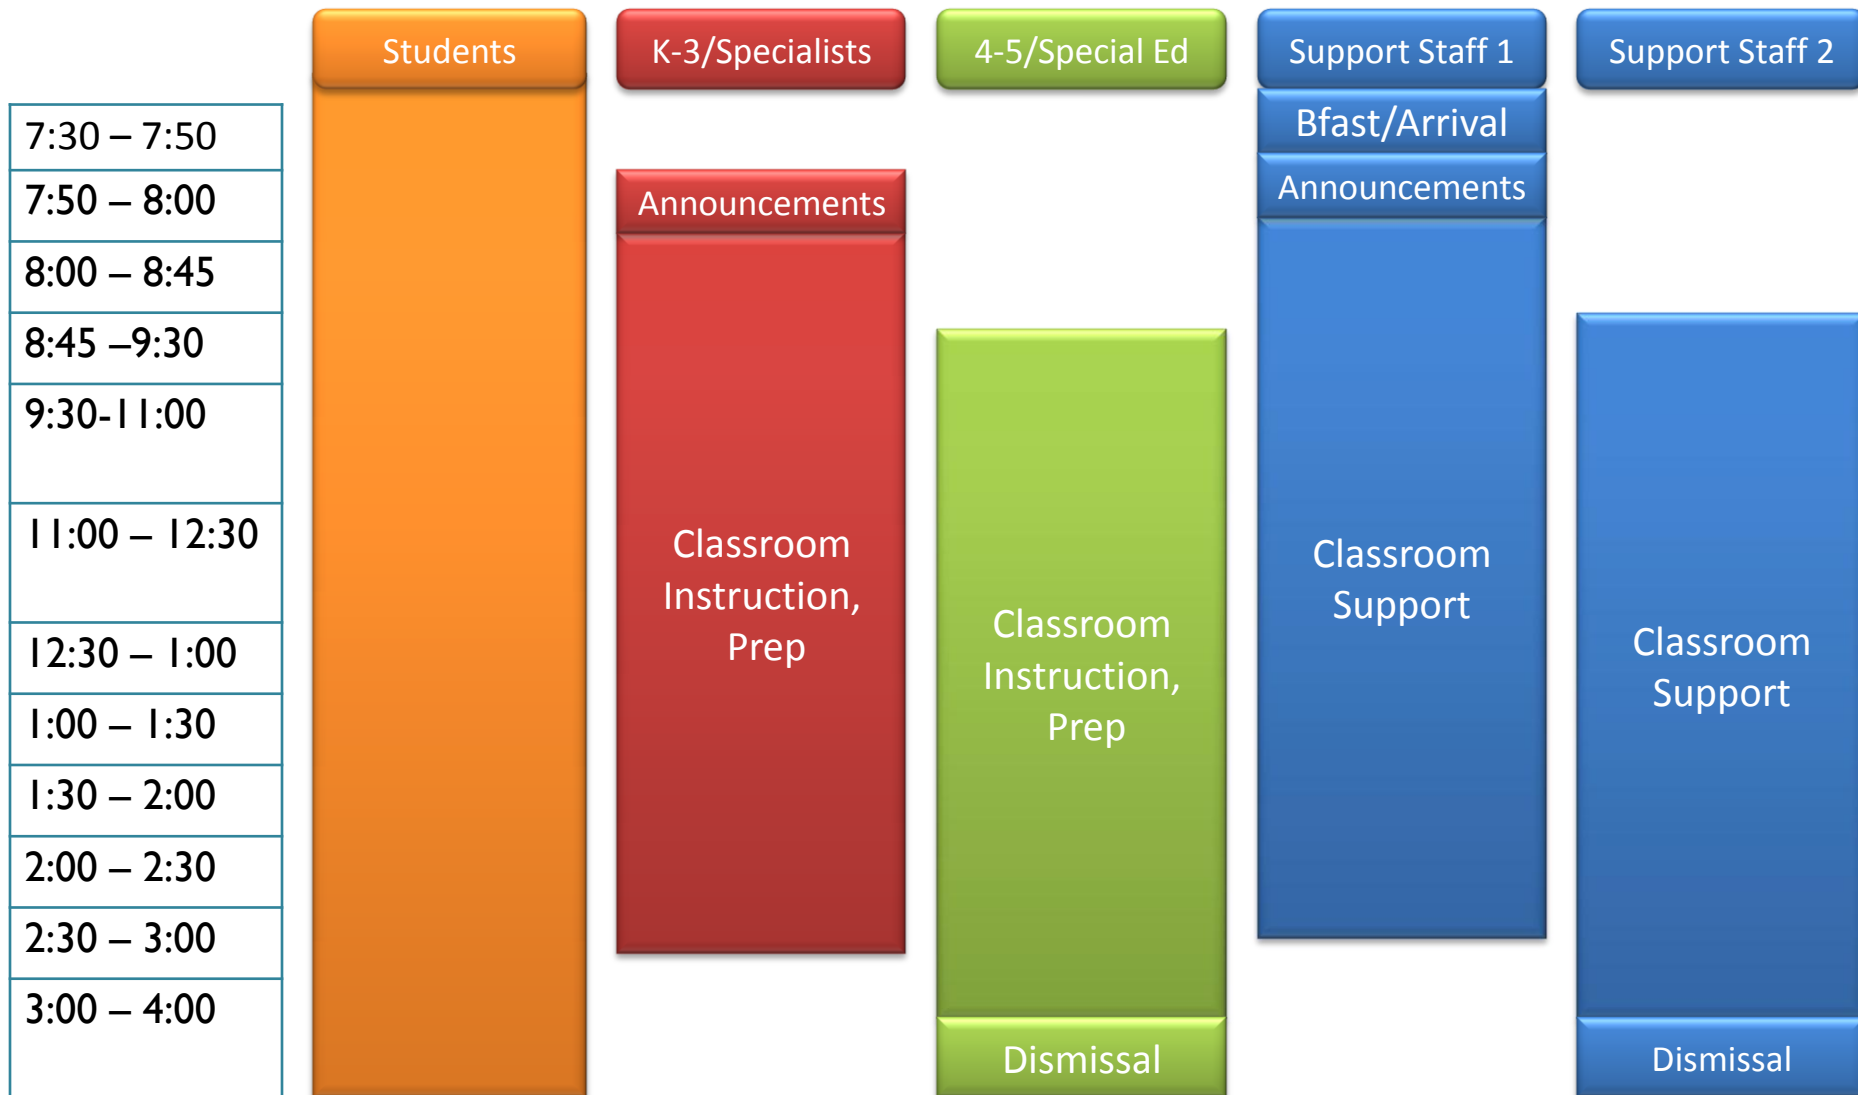 Students
K-3/Specialists
4-5/Special Ed
Support Staff 1
Support Staff 2
7:30 – 7:50
7:50 – 8:00
8:00 – 8:45
8:45 –9:30
9:30-11:00
11:00 – 12:30
12:30 – 1:00
1:00 – 1:30
1:30 – 2:00
2:00 – 2:30
2:30 – 3:00
3:00 – 4:00
Announcements
Classroom
Instruction,
Prep
Classroom
Instruction,
Prep
Dismissal
Bfast/Arrival
Announcements
Classroom
Support
Classroom
Support
Dismissal